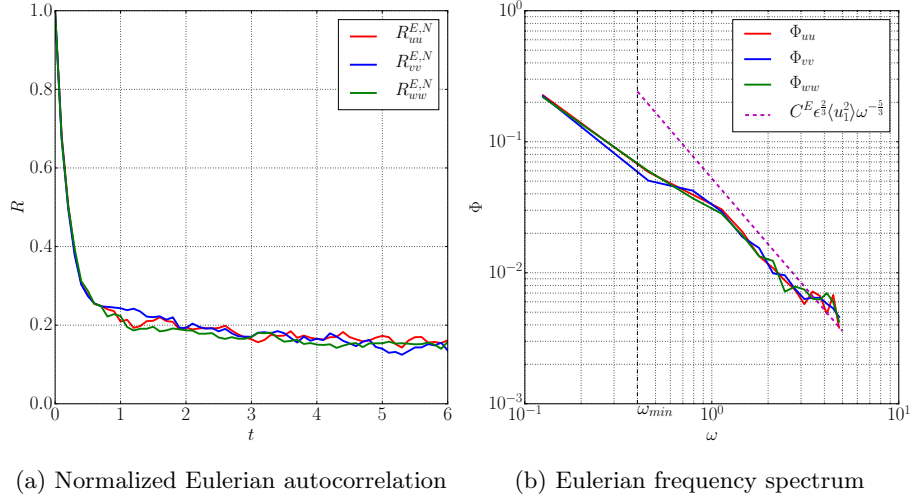 1.0
0.8
0.6
0.4
0.2
0.0
R
0 1 2 3 4 5 6
t
R_{uu}^{E,N}
R_{vv}^{E,N}
R_{ww}^{E,N}
(a) Normalized Eulerian autocorrelation
10^0
10^{-1}
10^{-2}
10^{-3}
Φ
10^{-1} ω_{min} 10^0 10^1
ω
Φ_{uu}
Φ_{vv}
Φ_{ww}
C^E ϵ^{\frac{2}{3}}⟨u_1^2⟩ω^{-\frac{5}{3}}
(b) Eulerian frequency spectrum